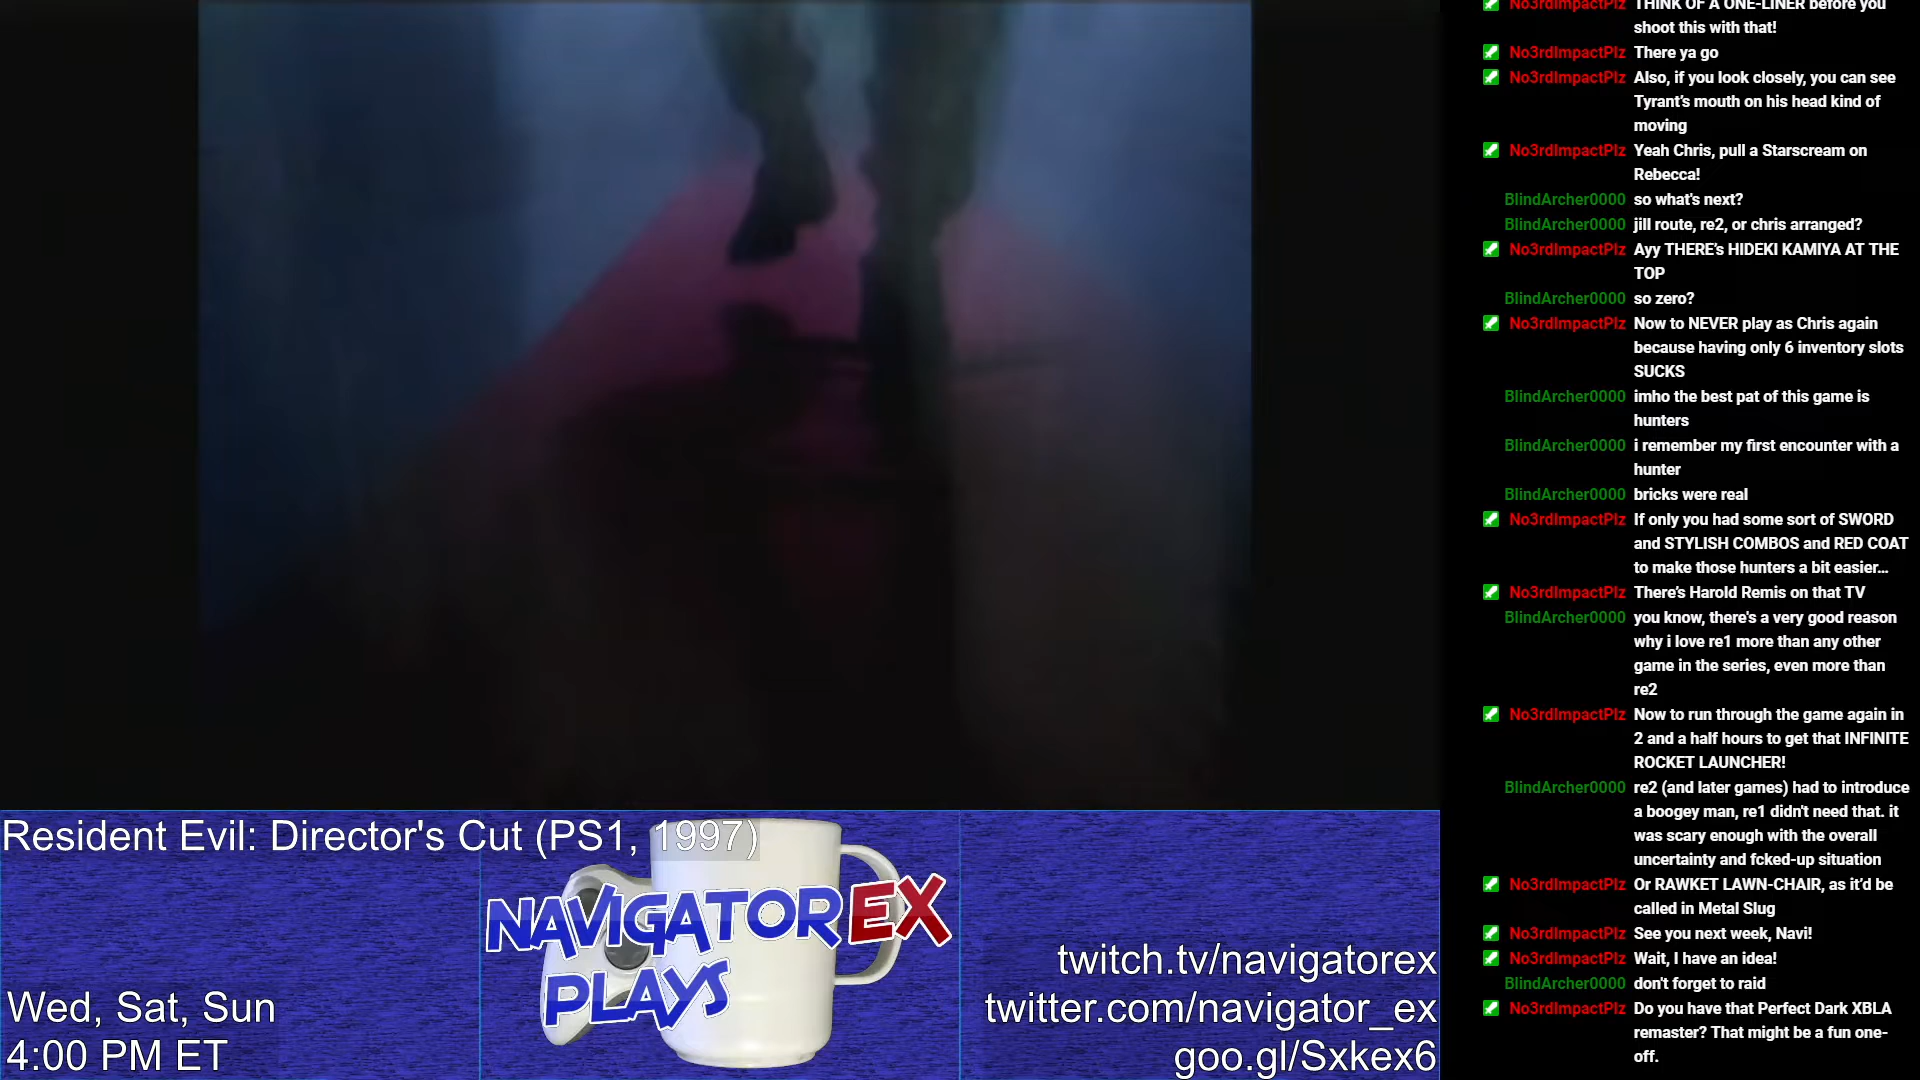 Resident Evil: Director's Cut (PS1, 1997)
NAVIGATOR EX
PLAYS
Wed, Sat, Sun
4:00 PM ET
twitch.tv/navigatorex
twitter.com/navigator_ex
goo.gl/Sxkex6
No3rdImpactPlz THINK OF A ONE-LINER before you
shoot this with that!
No3rdImpactPlz There ya go
No3rdImpactPlz Also, if you look closely, you can see
Tyrant's mouth on his head kind of
moving
No3rdImpactPlz Yeah Chris, pull a Starscream on
Rebecca!
BlindArcher0000 so what's next?
BlindArcher0000 jill route, re2, or chris arranged?
No3rdImpactPlz Ayy THERE's HIDEKI KAMIYA AT THE
TOP
BlindArcher0000 so zero?
No3rdImpactPlz Now to NEVER play as Chris again
because having only 6 inventory slots
SUCKS
BlindArcher0000 imho the best pat of this game is
hunters
BlindArcher0000 i remember my first encounter with a
hunter
BlindArcher0000 bricks were real
No3rdImpactPlz If only you had some sort of SWORD
and STYLISH COMBOS and RED COAT
to make those hunters a bit easier...
No3rdImpactPlz There's Harold Remis on that TV
BlindArcher0000 you know, there's a very good reason
why i love re1 more than any other
game in the series, even more than
re2
No3rdImpactPlz Now to run through the game again in
2 and a half hours to get that INFINITE
ROCKET LAUNCHER!
BlindArcher0000 re2 (and later games) had to introduce
a boogey man, re1 didn't need that. it
was scary enough with the overall
uncertainty and fcked-up situation
No3rdImpactPlz Or RAWKET LAWN-CHAIR, as it'd be
called in Metal Slug
No3rdImpactPlz See you next week, Navi!
No3rdImpactPlz Wait, I have an idea!
BlindArcher0000 don't forget to raid
No3rdImpactPlz Do you have that Perfect Dark XBLA
remaster? That might be a fun one-
off.